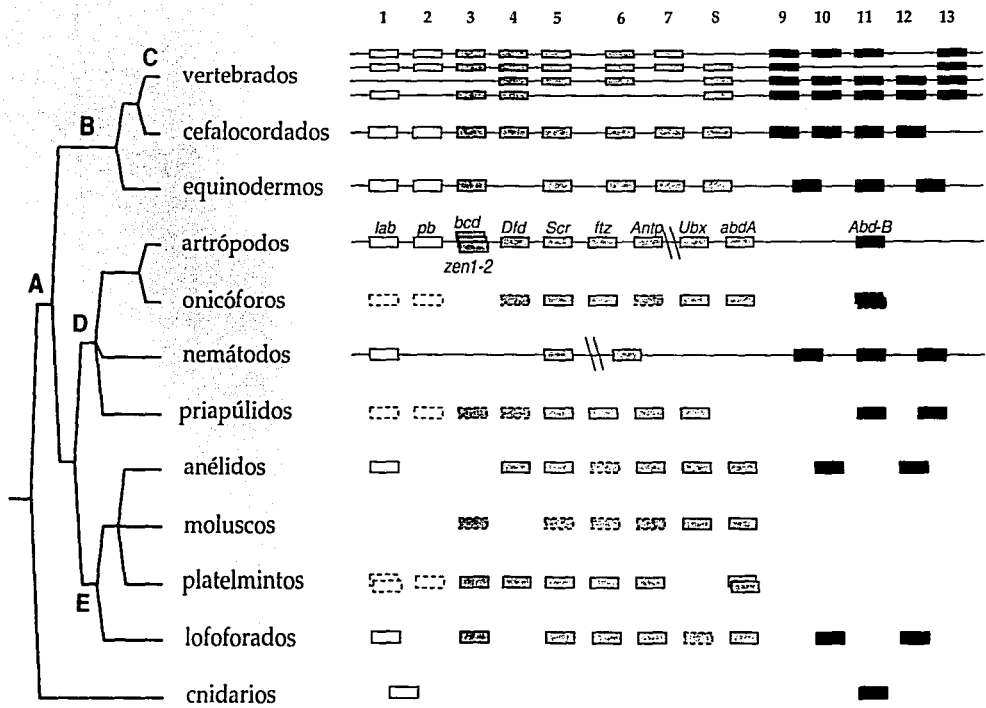 1 2 3 4 5 6 7 8 9 10 11 12 13
C
vertebrados
B
cefalocordados
equinodermos
lab pb bcd Dfd Scr ftz Antp Ubx abdA Abd-B
artrópodos
zen1-2
A
onicóforos
D
nemátodos
priapúlidos
anélidos
moluscos
platelmintos
E
lofoforados
cnidarios